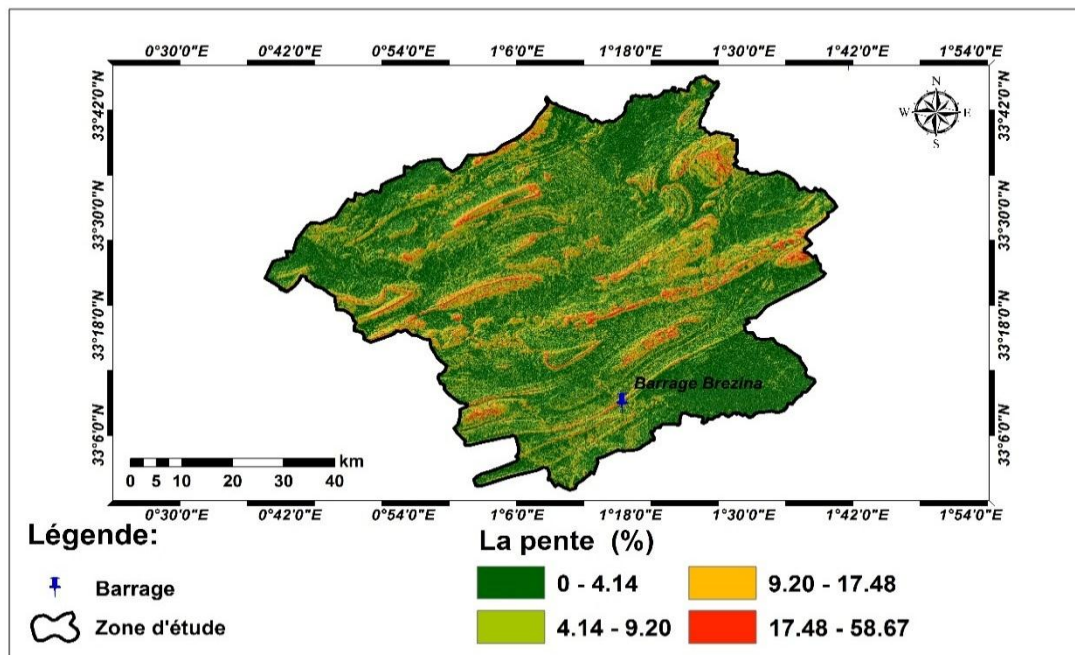 0°30'0"E 0°42'0"E 0°54'0"E 1°6'0"E 1°18'0"E 1°30'0"E 1°42'0"E 1°54'0"E
33°42'0"N 33°42'0"N
N
W E
S
33°30'0"N 33°30'0"N
33°18'0"N 33°18'0"N
Barrage Brezina
33°6'0"N 33°6'0"N
km
0 5 10 20 30 40
0°30'0"E 0°42'0"E 0°54'0"E 1°6'0"E 1°18'0"E 1°30'0"E 1°42'0"E 1°54'0"E
Légende:
Barrage
Zone d'étude
La pente (%)
0 - 4.14
4.14 - 9.20
9.20 - 17.48
17.48 - 58.67